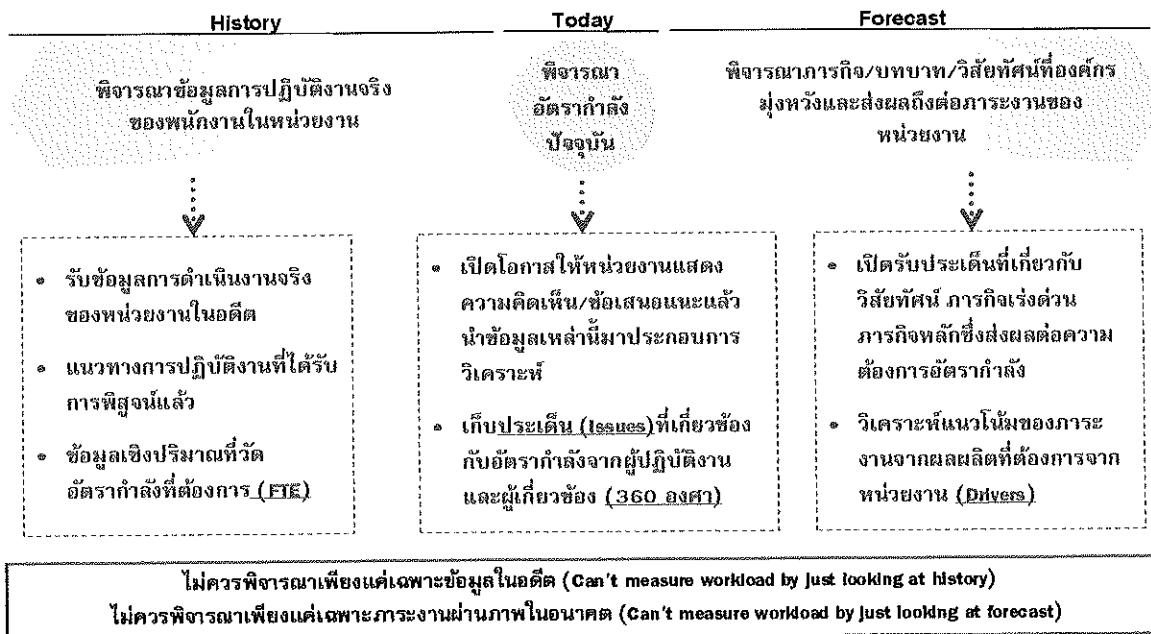 History
Today
Forecast
พิจารณาข้อมูลการปฏิบัติงานจริง
ของพนักงานในหน่วยงาน
พิจารณา
อัตรากำลัง
ปัจจุบัน
พิจารณาภารกิจ/บทบาท/วิสัยทัศน์ที่องค์กร
มุ่งหวังและส่งผลถึงต่อภาระงานของ
หน่วยงาน
• รับข้อมูลการดำเนินงานจริง
ของหน่วยงานในอดีต
• แนวทางการปฏิบัติงานที่ได้รับ
การพิสูจน์แล้ว
• ข้อมูลเชิงปริมาณที่วัด
อัตรากำลังที่ต้องการ (FTE)
• เปิดโอกาสให้หน่วยงานแสดง
ความคิดเห็น/ข้อเสนอแนะแล้ว
นำข้อมูลเหล่านี้มาประกอบการ
วิเคราะห์
• เก็บประเด็น (Issues)ที่เกี่ยวข้อง
กับอัตรากำลังจากผู้ปฏิบัติงาน
และผู้เกี่ยวข้อง (360 องศา)
• เปิดรับประเด็นที่เกี่ยวกับ
วิสัยทัศน์ ภารกิจเร่งด่วน
ภารกิจหลักซึ่งส่งผลต่อความ
ต้องการอัตรากำลัง
• วิเคราะห์แนวโน้มของภาระ
งานจากผลผลิตที่ต้องการจาก
หน่วยงาน (Drivers)
ไม่ควรพิจารณาเพียงแค่เฉพาะข้อมูลในอดีต (Can't measure workload by just looking at history)
ไม่ควรพิจารณาเพียงแค่เฉพาะภาระงานผ่านภาพในอนาคต (Can't measure workload by just looking at forecast)